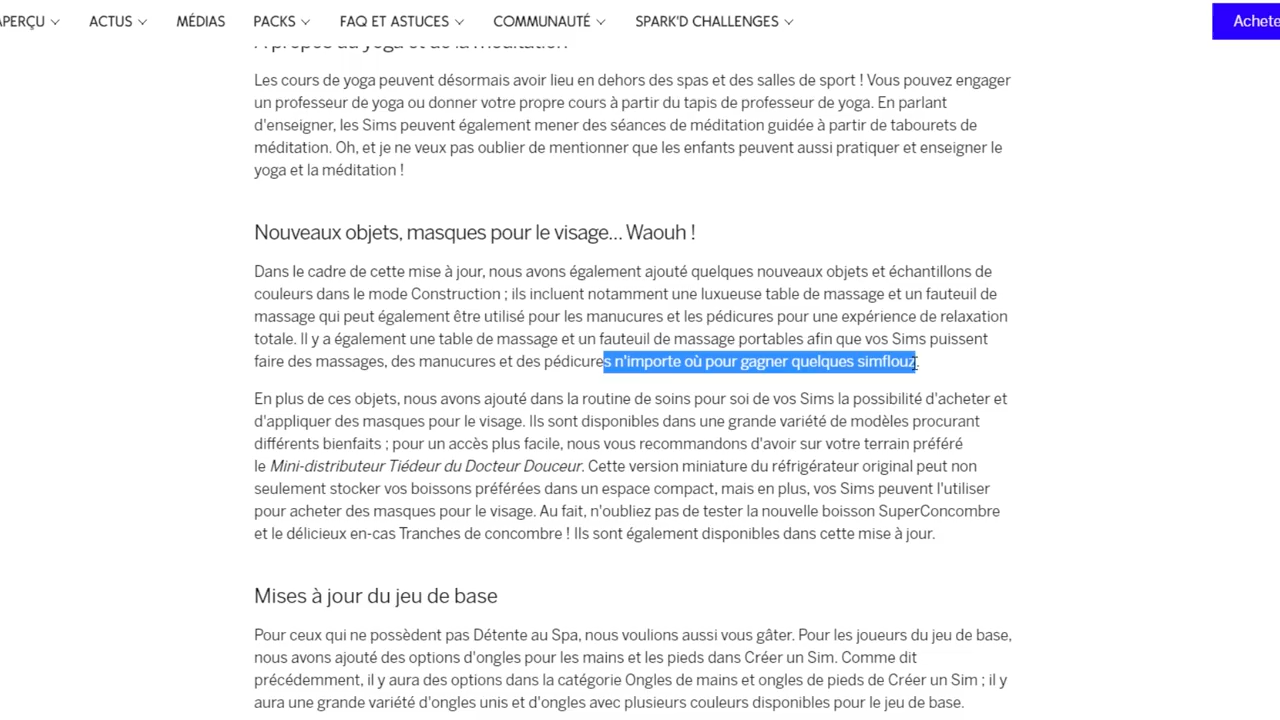 APERÇU
ACTUS
MÉDIAS
PACKS
FAQ ET ASTUCES
COMMUNAUTÉ
SPARK'D CHALLENGES
Achete
À propos du yoga et de la méditation
Les cours de yoga peuvent désormais avoir lieu en dehors des spas et des salles de sport ! Vous pouvez engager
un professeur de yoga ou donner votre propre cours à partir du tapis de professeur de yoga. En parlant
d'enseigner, les Sims peuvent également mener des séances de méditation guidée à partir de tabourets de
méditation. Oh, et je ne veux pas oublier de mentionner que les enfants peuvent aussi pratiquer et enseigner le
yoga et la méditation !
Nouveaux objets, masques pour le visage... Waouh !
Dans le cadre de cette mise à jour, nous avons également ajouté quelques nouveaux objets et échantillons de
couleurs dans le mode Construction ; ils incluent notamment une luxueuse table de massage et un fauteuil de
massage qui peut également être utilisé pour les manucures et les pédicures pour une expérience de relaxation
totale. Il y a également une table de massage et un fauteuil de massage portables afin que vos Sims puissent
faire des massages, des manucures et des pédicures n'importe où pour gagner quelques simflouz.
En plus de ces objets, nous avons ajouté dans la routine de soins pour soi de vos Sims la possibilité d'acheter et
d'appliquer des masques pour le visage. Ils sont disponibles dans une grande variété de modèles procurant
différents bienfaits ; pour un accès plus facile, nous vous recommandons d'avoir sur votre terrain préféré
le Mini-distributeur Tiédeur du Docteur Douceur. Cette version miniature du réfrigérateur original peut non
seulement stocker vos boissons préférées dans un espace compact, mais en plus, vos Sims peuvent l'utiliser
pour acheter des masques pour le visage. Au fait, n'oubliez pas de tester la nouvelle boisson SuperConcombre
et le délicieux en-cas Tranches de concombre ! Ils sont également disponibles dans cette mise à jour.
Mises à jour du jeu de base
Pour ceux qui ne possèdent pas Détente au Spa, nous voulions aussi vous gâter. Pour les joueurs du jeu de base,
nous avons ajouté des options d'ongles pour les mains et les pieds dans Créer un Sim. Comme dit
précédemment, il y aura des options dans la catégorie Ongles de mains et ongles de pieds de Créer un Sim ; il y
aura une grande variété d'ongles unis et d'ongles avec plusieurs couleurs disponibles pour le jeu de base.